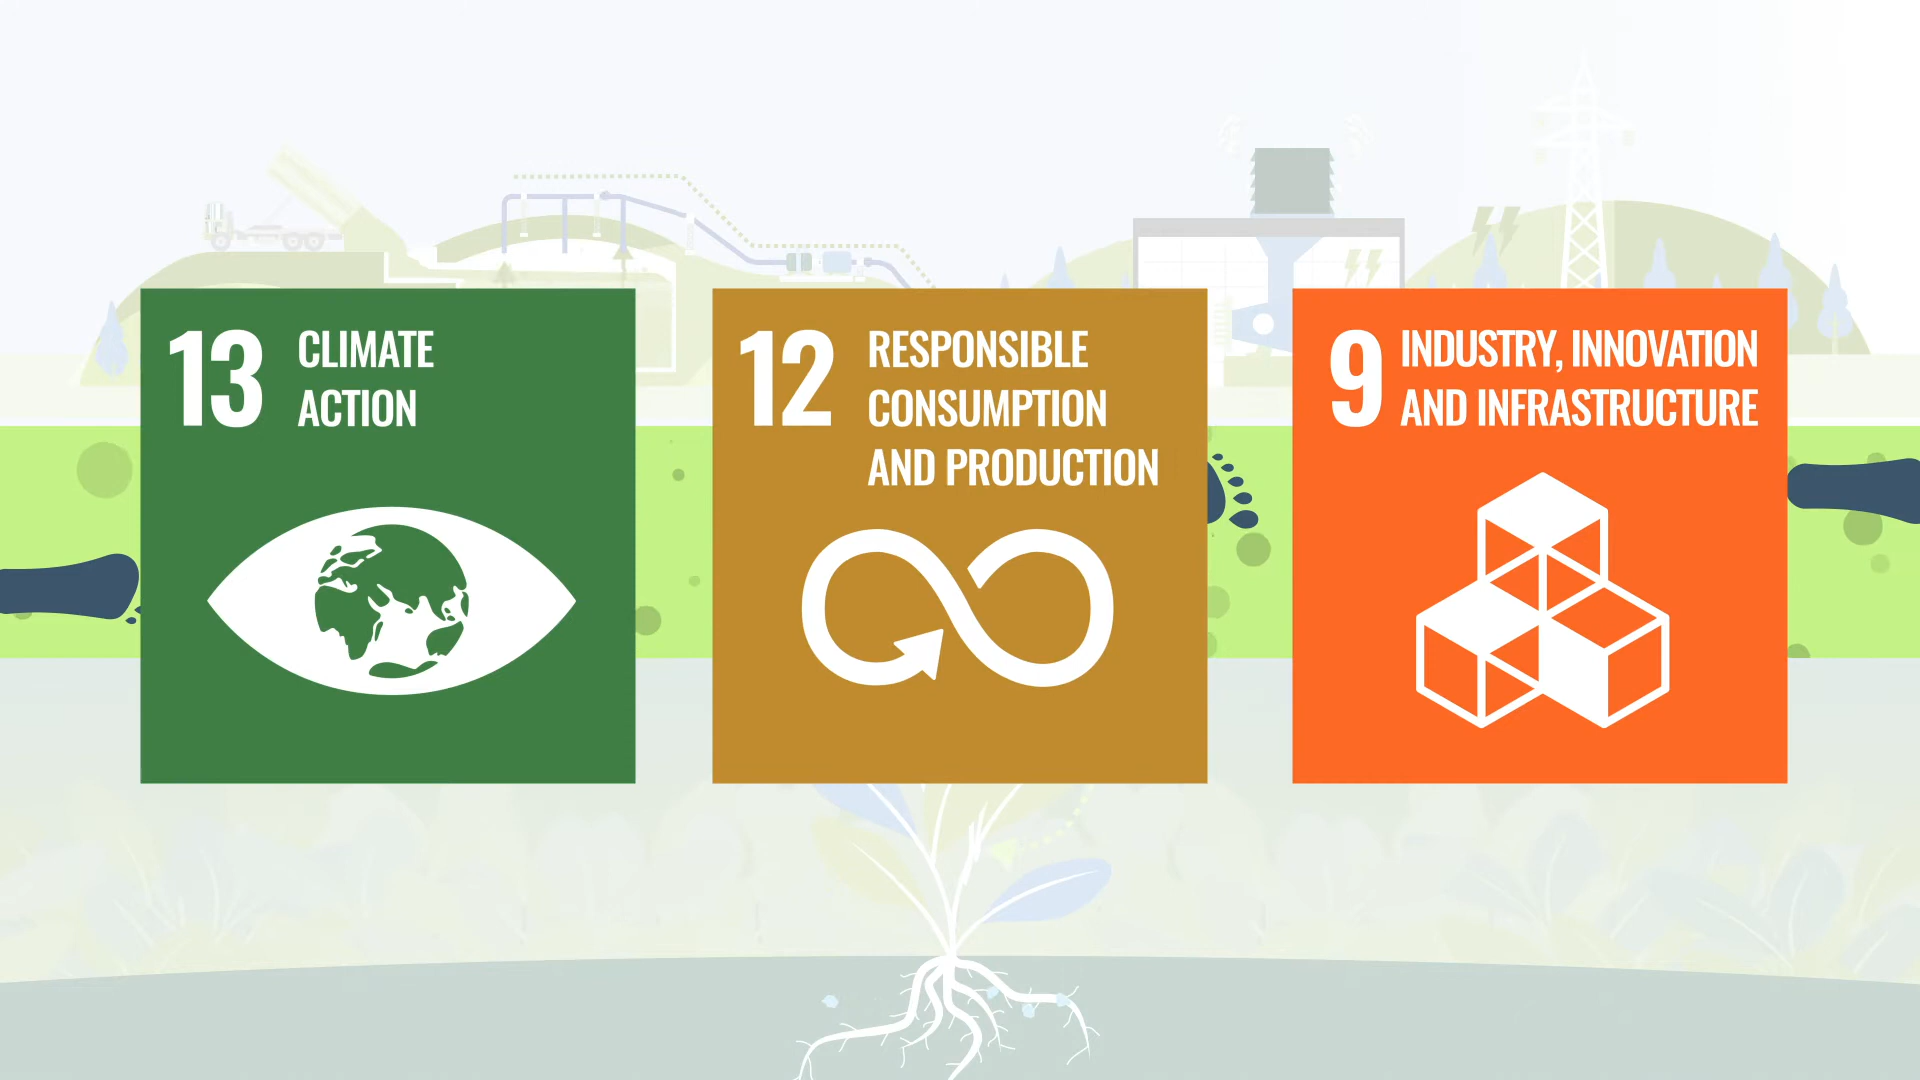 13
CLIMATE
ACTION
12
RESPONSIBLE
CONSUMPTION
AND PRODUCTION
9
INDUSTRY, INNOVATION
AND INFRASTRUCTURE